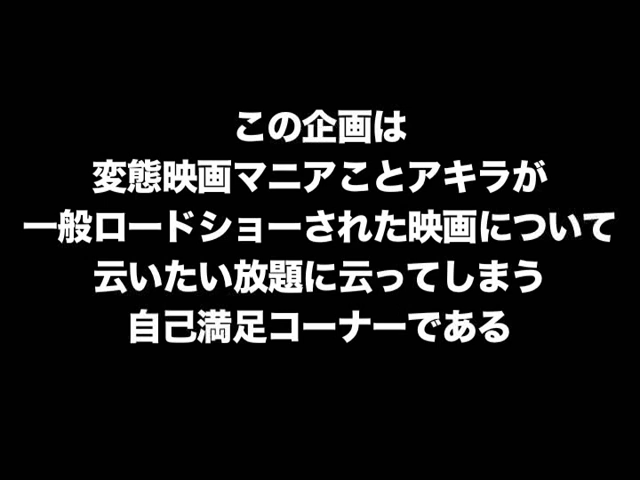 この企画は
変態映画マニアことアキラが
一般ロードショーされた映画について
云いたい放題に云ってしまう
自己満足コーナーである